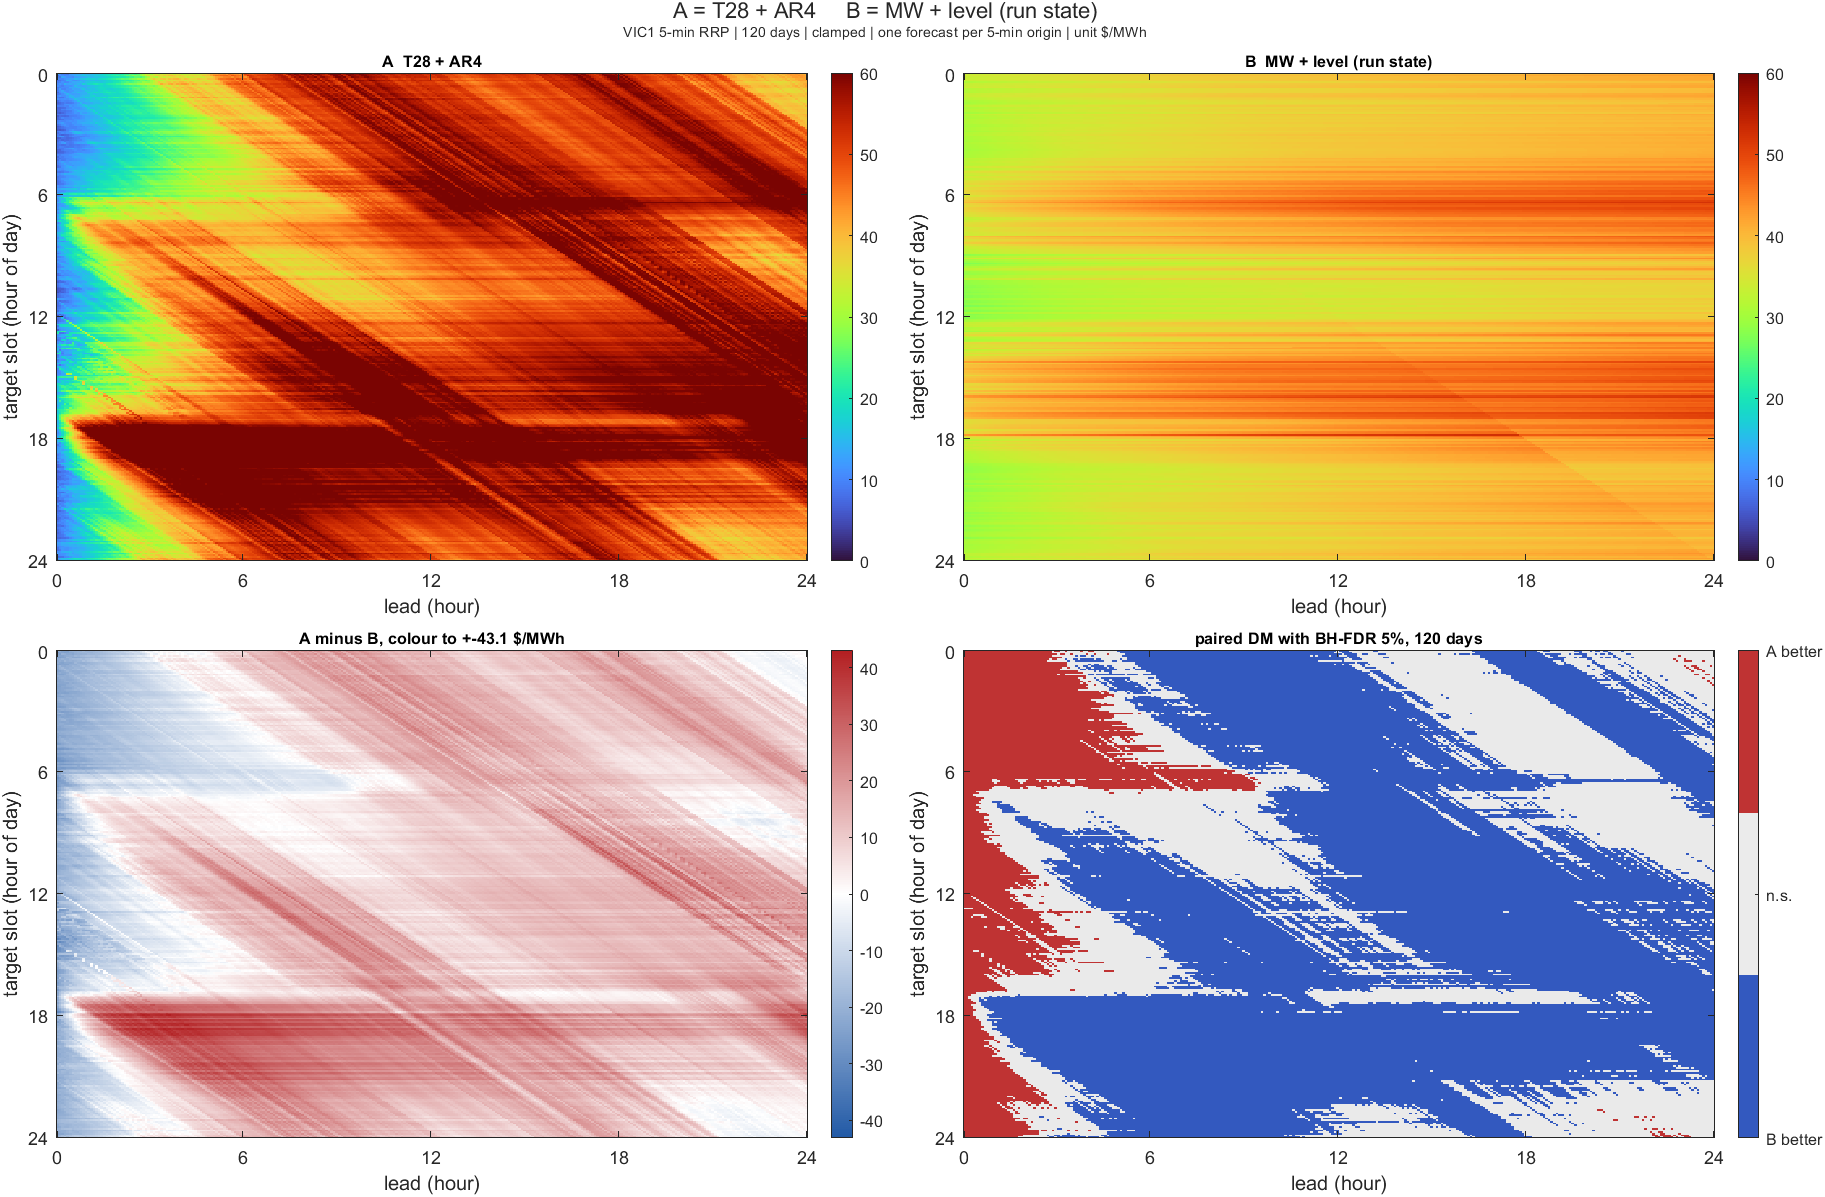 A = T28 + AR4     B = MW + level (run state)
VIC1 5-min RRP | 120 days | clamped | one forecast per 5-min origin | unit $/MWh
A  T28 + AR4
0
6
12
18
24
target slot (hour of day)
0 6 12 18 24
lead (hour)
60
50
40
30
20
10
0
B  MW + level (run state)
0
6
12
18
24
target slot (hour of day)
0 6 12 18 24
lead (hour)
60
50
40
30
20
10
0
A minus B, colour to +-43.1 $/MWh
0
6
12
18
24
target slot (hour of day)
0 6 12 18 24
lead (hour)
40
30
20
10
0
-10
-20
-30
-40
paired DM with BH-FDR 5%, 120 days
0
6
12
18
24
target slot (hour of day)
0 6 12 18 24
lead (hour)
A better
n.s.
B better